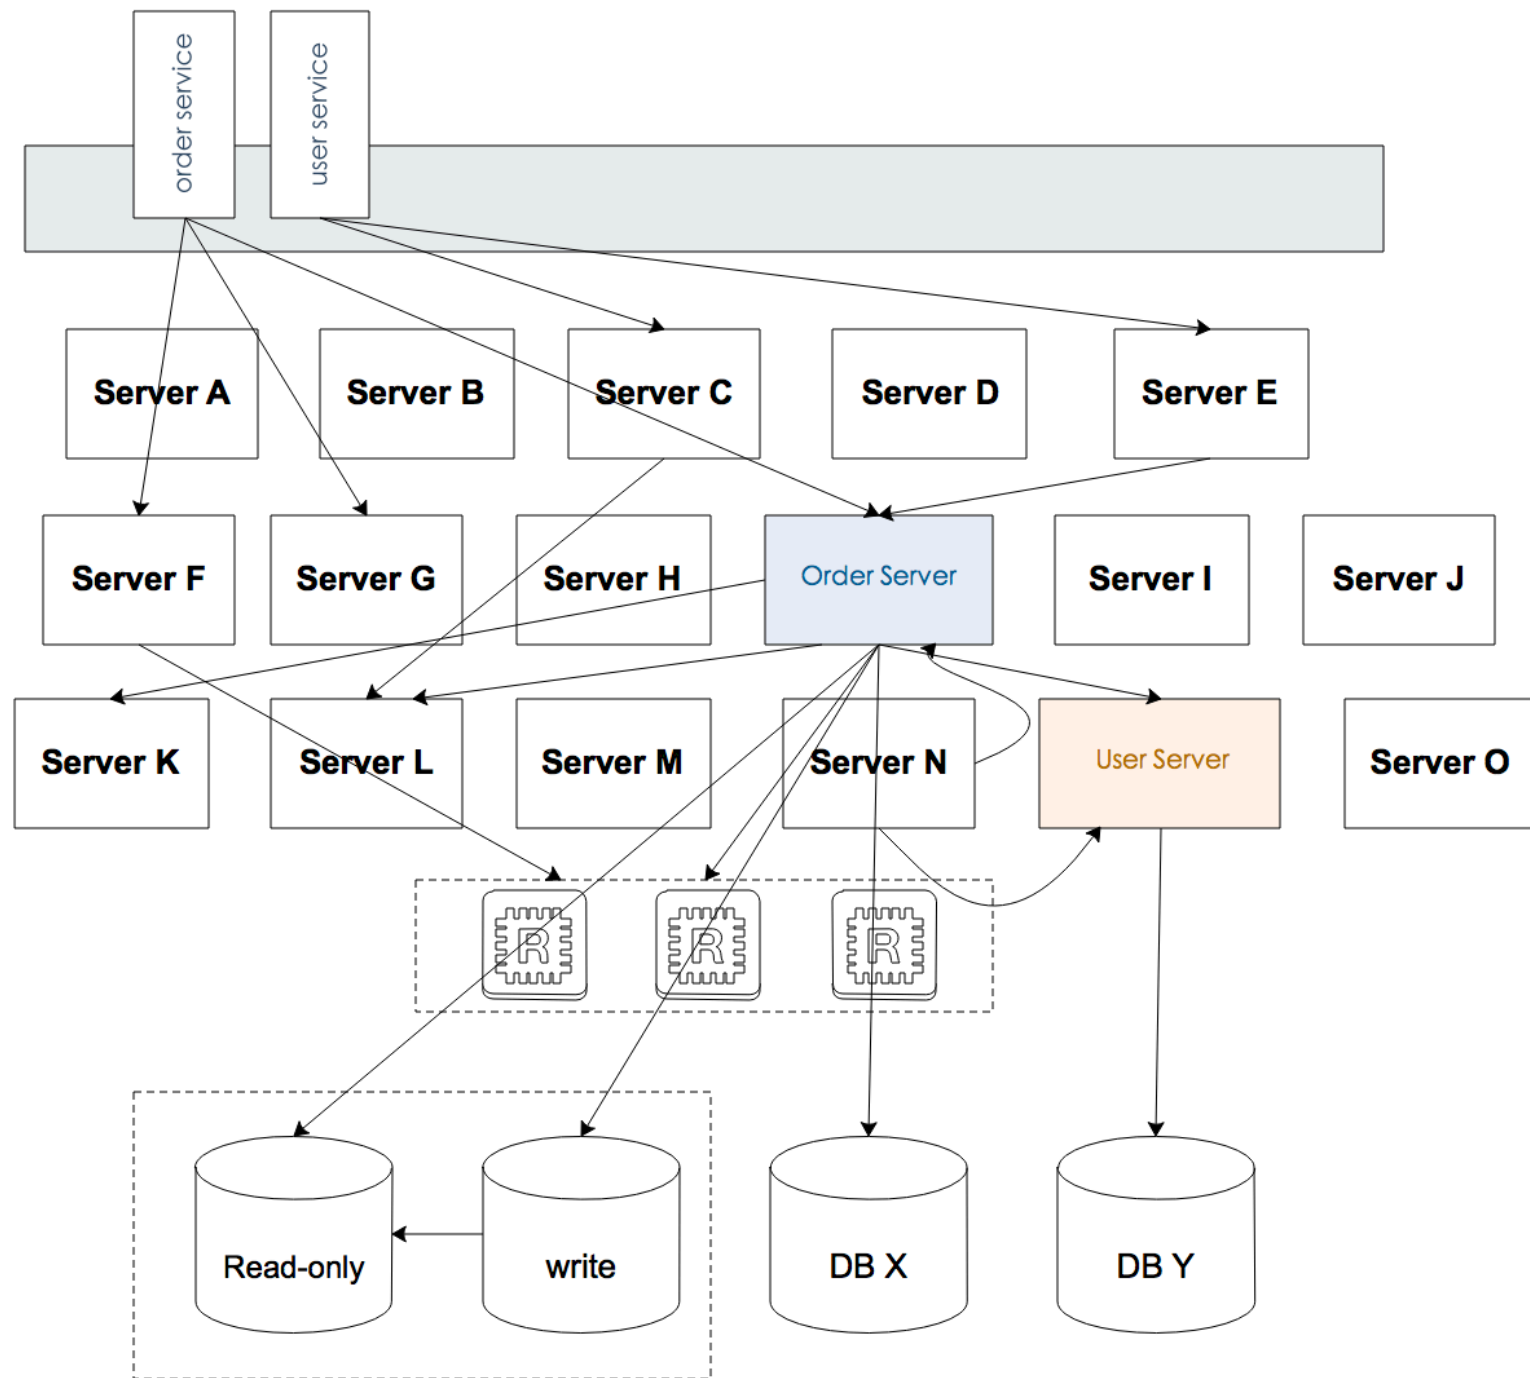 order service
user service
Server A
Server B
Server C
Server D
Server E
Server F
Server G
Server H
Order Server
Server I
Server J
Server K
Server L
Server M
Server N
User Server
Server O
R
R
R
Read-only
write
DB X
DB Y